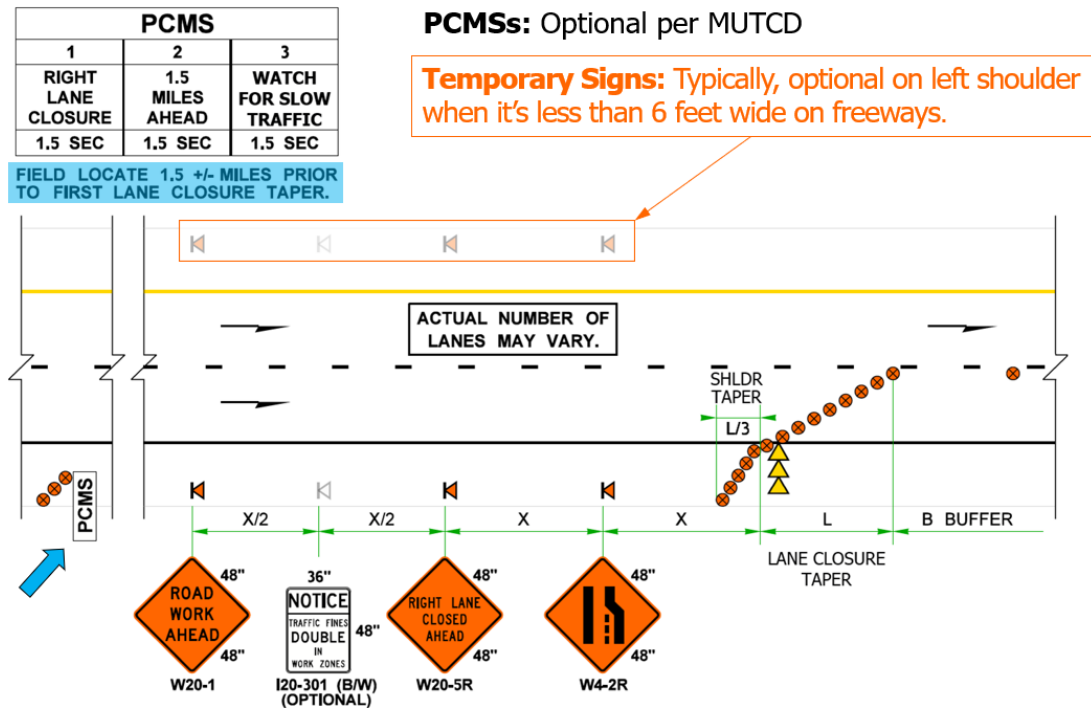 PCMS
1
2
3
RIGHT
LANE
CLOSURE
1.5
MILES
AHEAD
WATCH
FOR SLOW
TRAFFIC
1.5 SEC
1.5 SEC
1.5 SEC
FIELD LOCATE 1.5 +/- MILES PRIOR
TO FIRST LANE CLOSURE TAPER.
PCMSs: Optional per MUTCD
Temporary Signs: Typically, optional on left shoulder
when it's less than 6 feet wide on freeways.
ACTUAL NUMBER OF
LANES MAY VARY.
SHLDR
TAPER
L/3
PCMS
X/2
X/2
X
X
L
B BUFFER
LANE CLOSURE
TAPER
ROAD
WORK
AHEAD
48"
48"
W20-1
36"
NOTICE
TRAFFIC FINES
DOUBLE
IN
WORK ZONES
48"
I20-301 (B/W)
(OPTIONAL)
RIGHT LANE
CLOSED
AHEAD
48"
48"
W20-5R
48"
48"
W4-2R